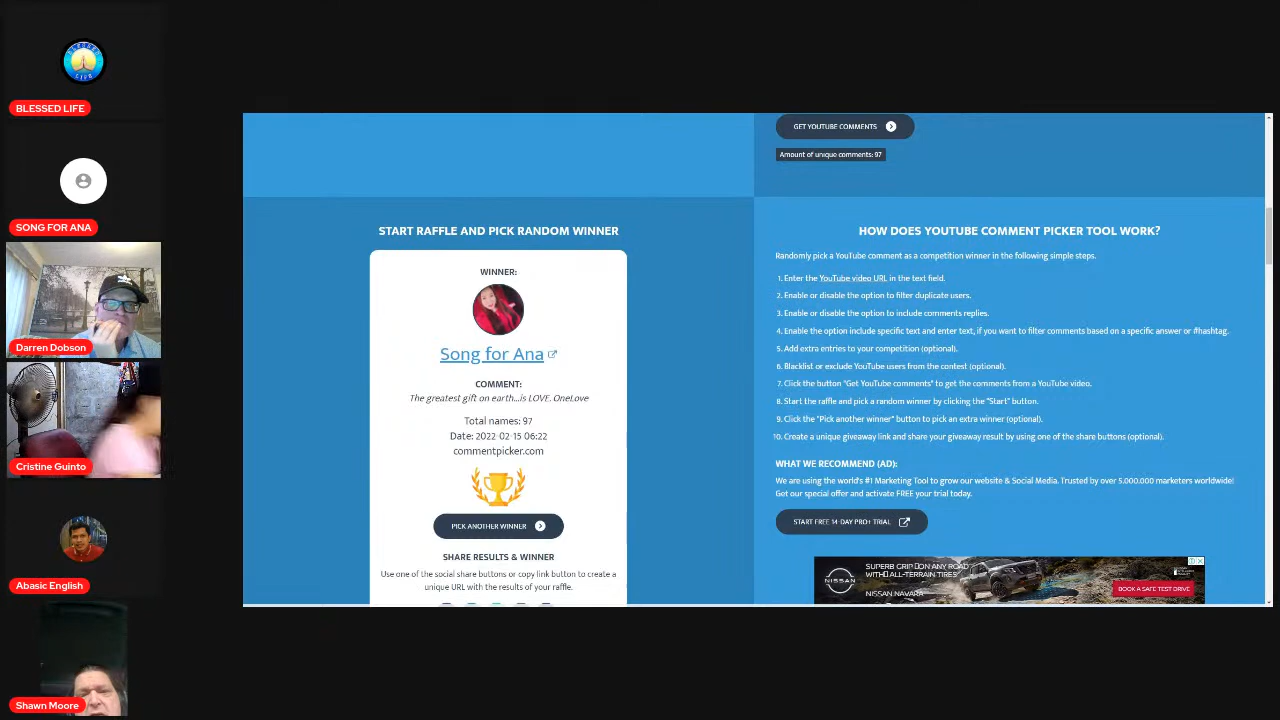 BLESSED LIFE
SONG FOR ANA
Darren Dobson
Cristine Guinto
Abasic English
Shawn Moore
GET YOUTUBE COMMENTS
Amount of unique comments: 97
START RAFFLE AND PICK RANDOM WINNER
WINNER:
Song for Ana
COMMENT:
The greatest gift on earth...is LOVE. OneLove
Total names: 97
Date: 2022-02-15 06:22
commentpicker.com
PICK ANOTHER WINNER
SHARE RESULTS & WINNER
Use one of the social share buttons or copy link button to create a
unique URL with the results of your raffle.
HOW DOES YOUTUBE COMMENT PICKER TOOL WORK?
Randomly pick a YouTube comment as a competition winner in the following simple steps.
1. Enter the YouTube video URL in the text field.
2. Enable or disable the option to filter duplicate users.
3. Enable or disable the option to include comments replies.
4. Enable the option include specific text and enter text, if you want to filter comments based on a specific answer or #hashtag.
5. Add extra entries to your competition (optional).
6. Blacklist or exclude YouTube users from the contest (optional).
7. Click the button "Get YouTube comments" to get the comments from a YouTube video.
8. Start the raffle and pick a random winner by clicking the "Start" button.
9. Click the "Pick another winner" button to pick an extra winner (optional).
10. Create a unique giveaway link and share your giveaway result by using one of the share buttons (optional).
WHAT WE RECOMMEND (AD):
We are using the world's #1 Marketing Tool to grow our website & Social Media. Trusted by over 5.000.000 marketers worldwide!
Get our special offer and activate FREE your trial today.
START FREE 14-DAY PRO+ TRIAL
NISSAN
SUPERB GRIP ON ANY ROAD
WITH ALL-TERRAIN TIRES
NISSAN NAVARA
BOOK A SAFE TEST DRIVE